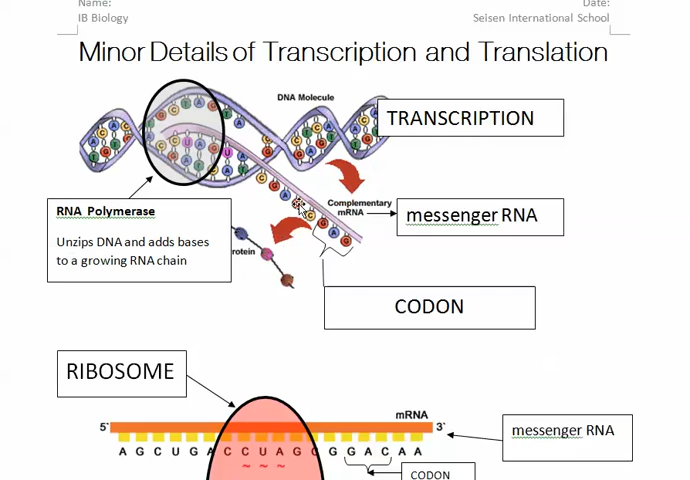 Name:
Date:
IB Biology
Seisen International School
Minor Details of Transcription and Translation
DNA Molecule
TRANSCRIPTION
RNA Polymerase
Unzips DNA and adds bases
to a growing RNA chain
Complementary
mRNA
messenger RNA
rotein
CODON
RIBOSOME
mRNA
5`
3`
messenger RNA
A G C U G A C C U A G G G A C A A
CODON